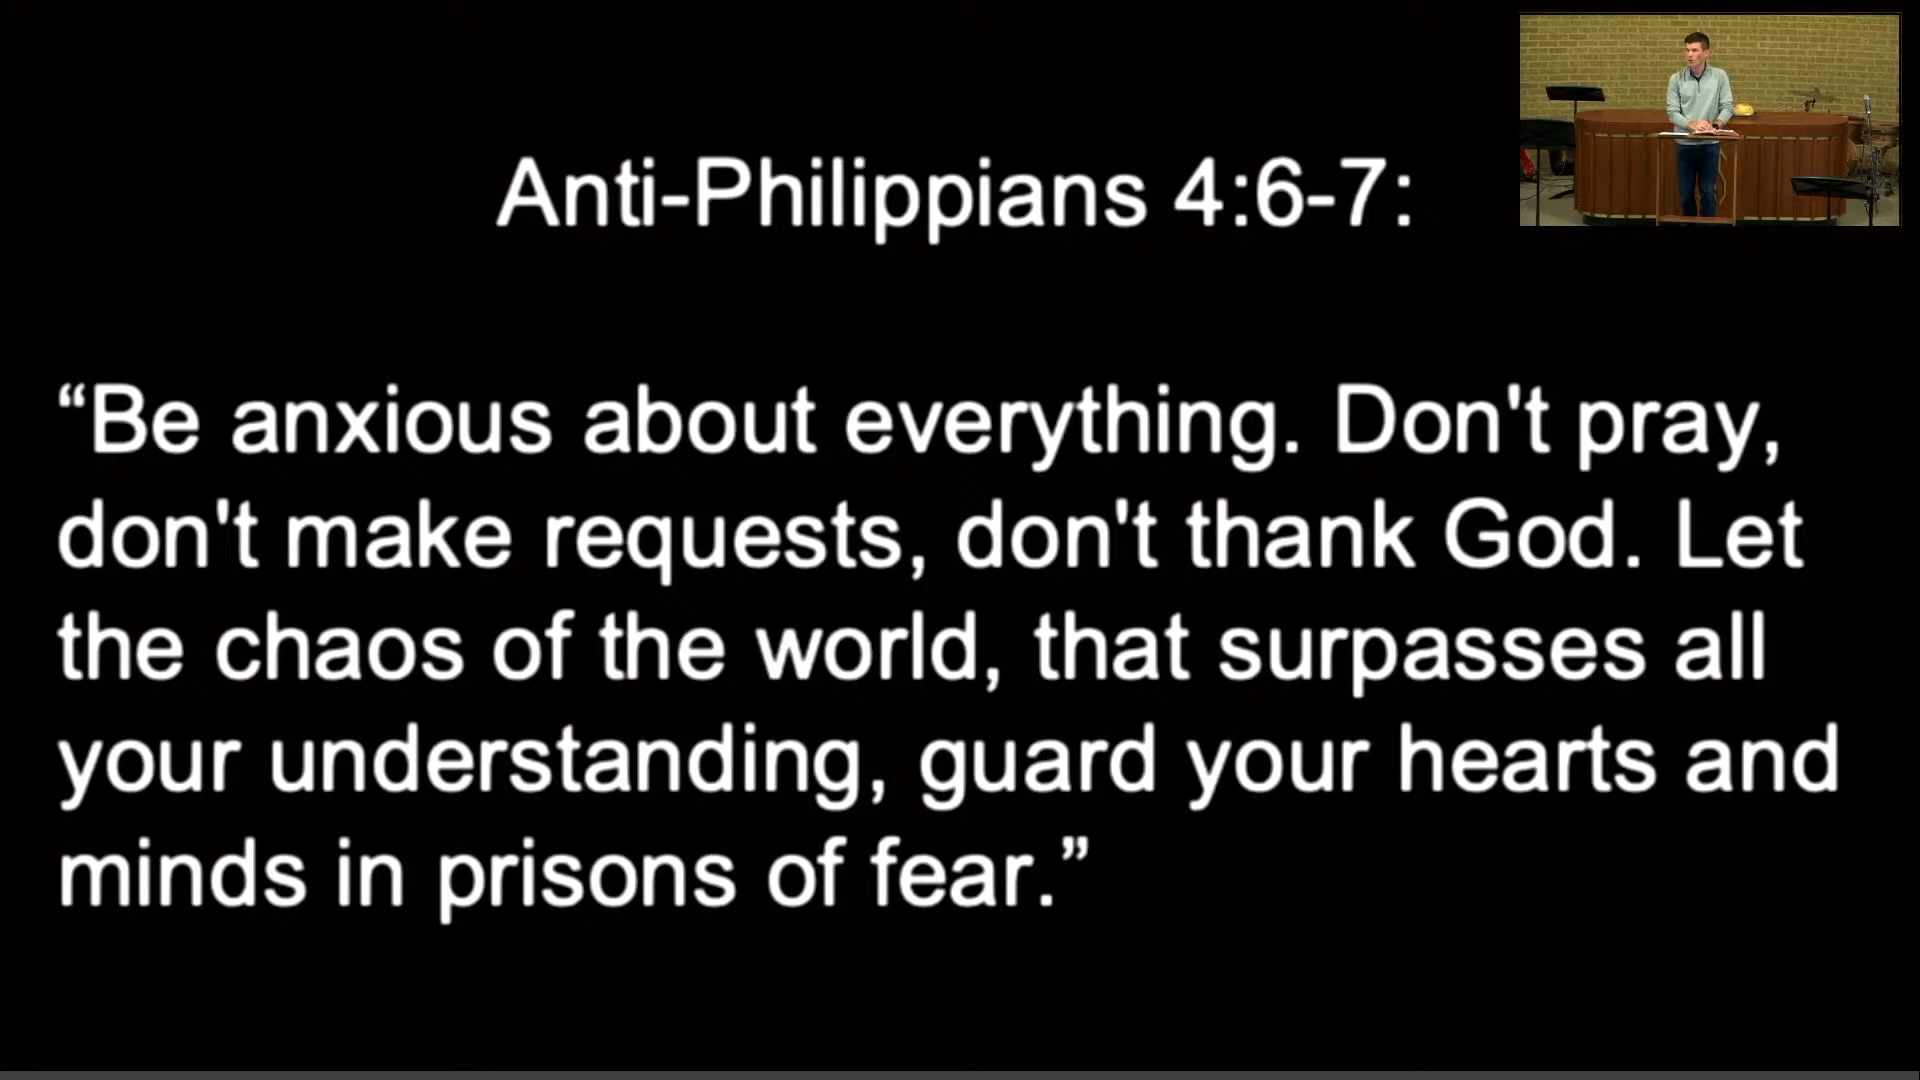 Anti-Philippians 4:6-7:
“Be anxious about everything. Don't pray,
don't make requests, don't thank God. Let
the chaos of the world, that surpasses all
your understanding, guard your hearts and
minds in prisons of fear.”